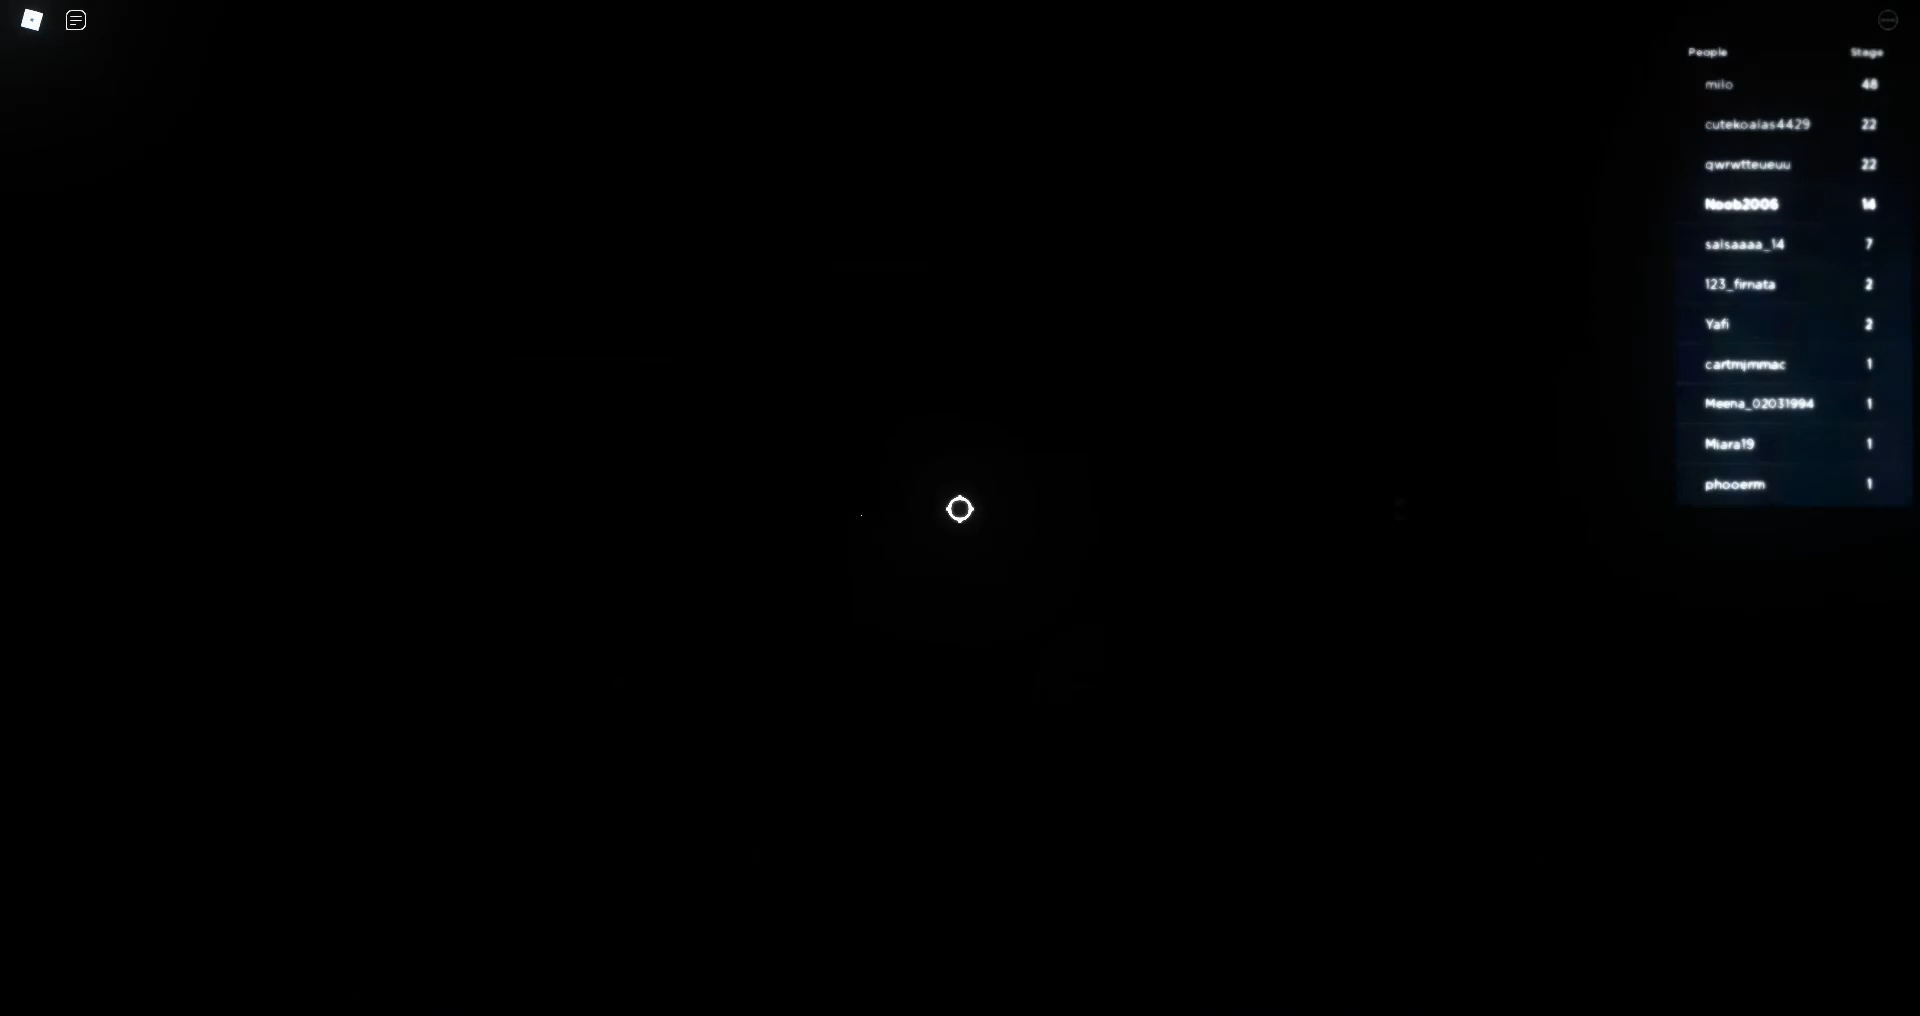 People Stage
milo 48
cutekoalas4429 22
qwrwtteueuu 22
Noob2006 14
salsaaaa_14 7
123_firnata 2
Yafi 2
cartmjmmac 1
Meena_02031994 1
Miara19 1
phooerm 1